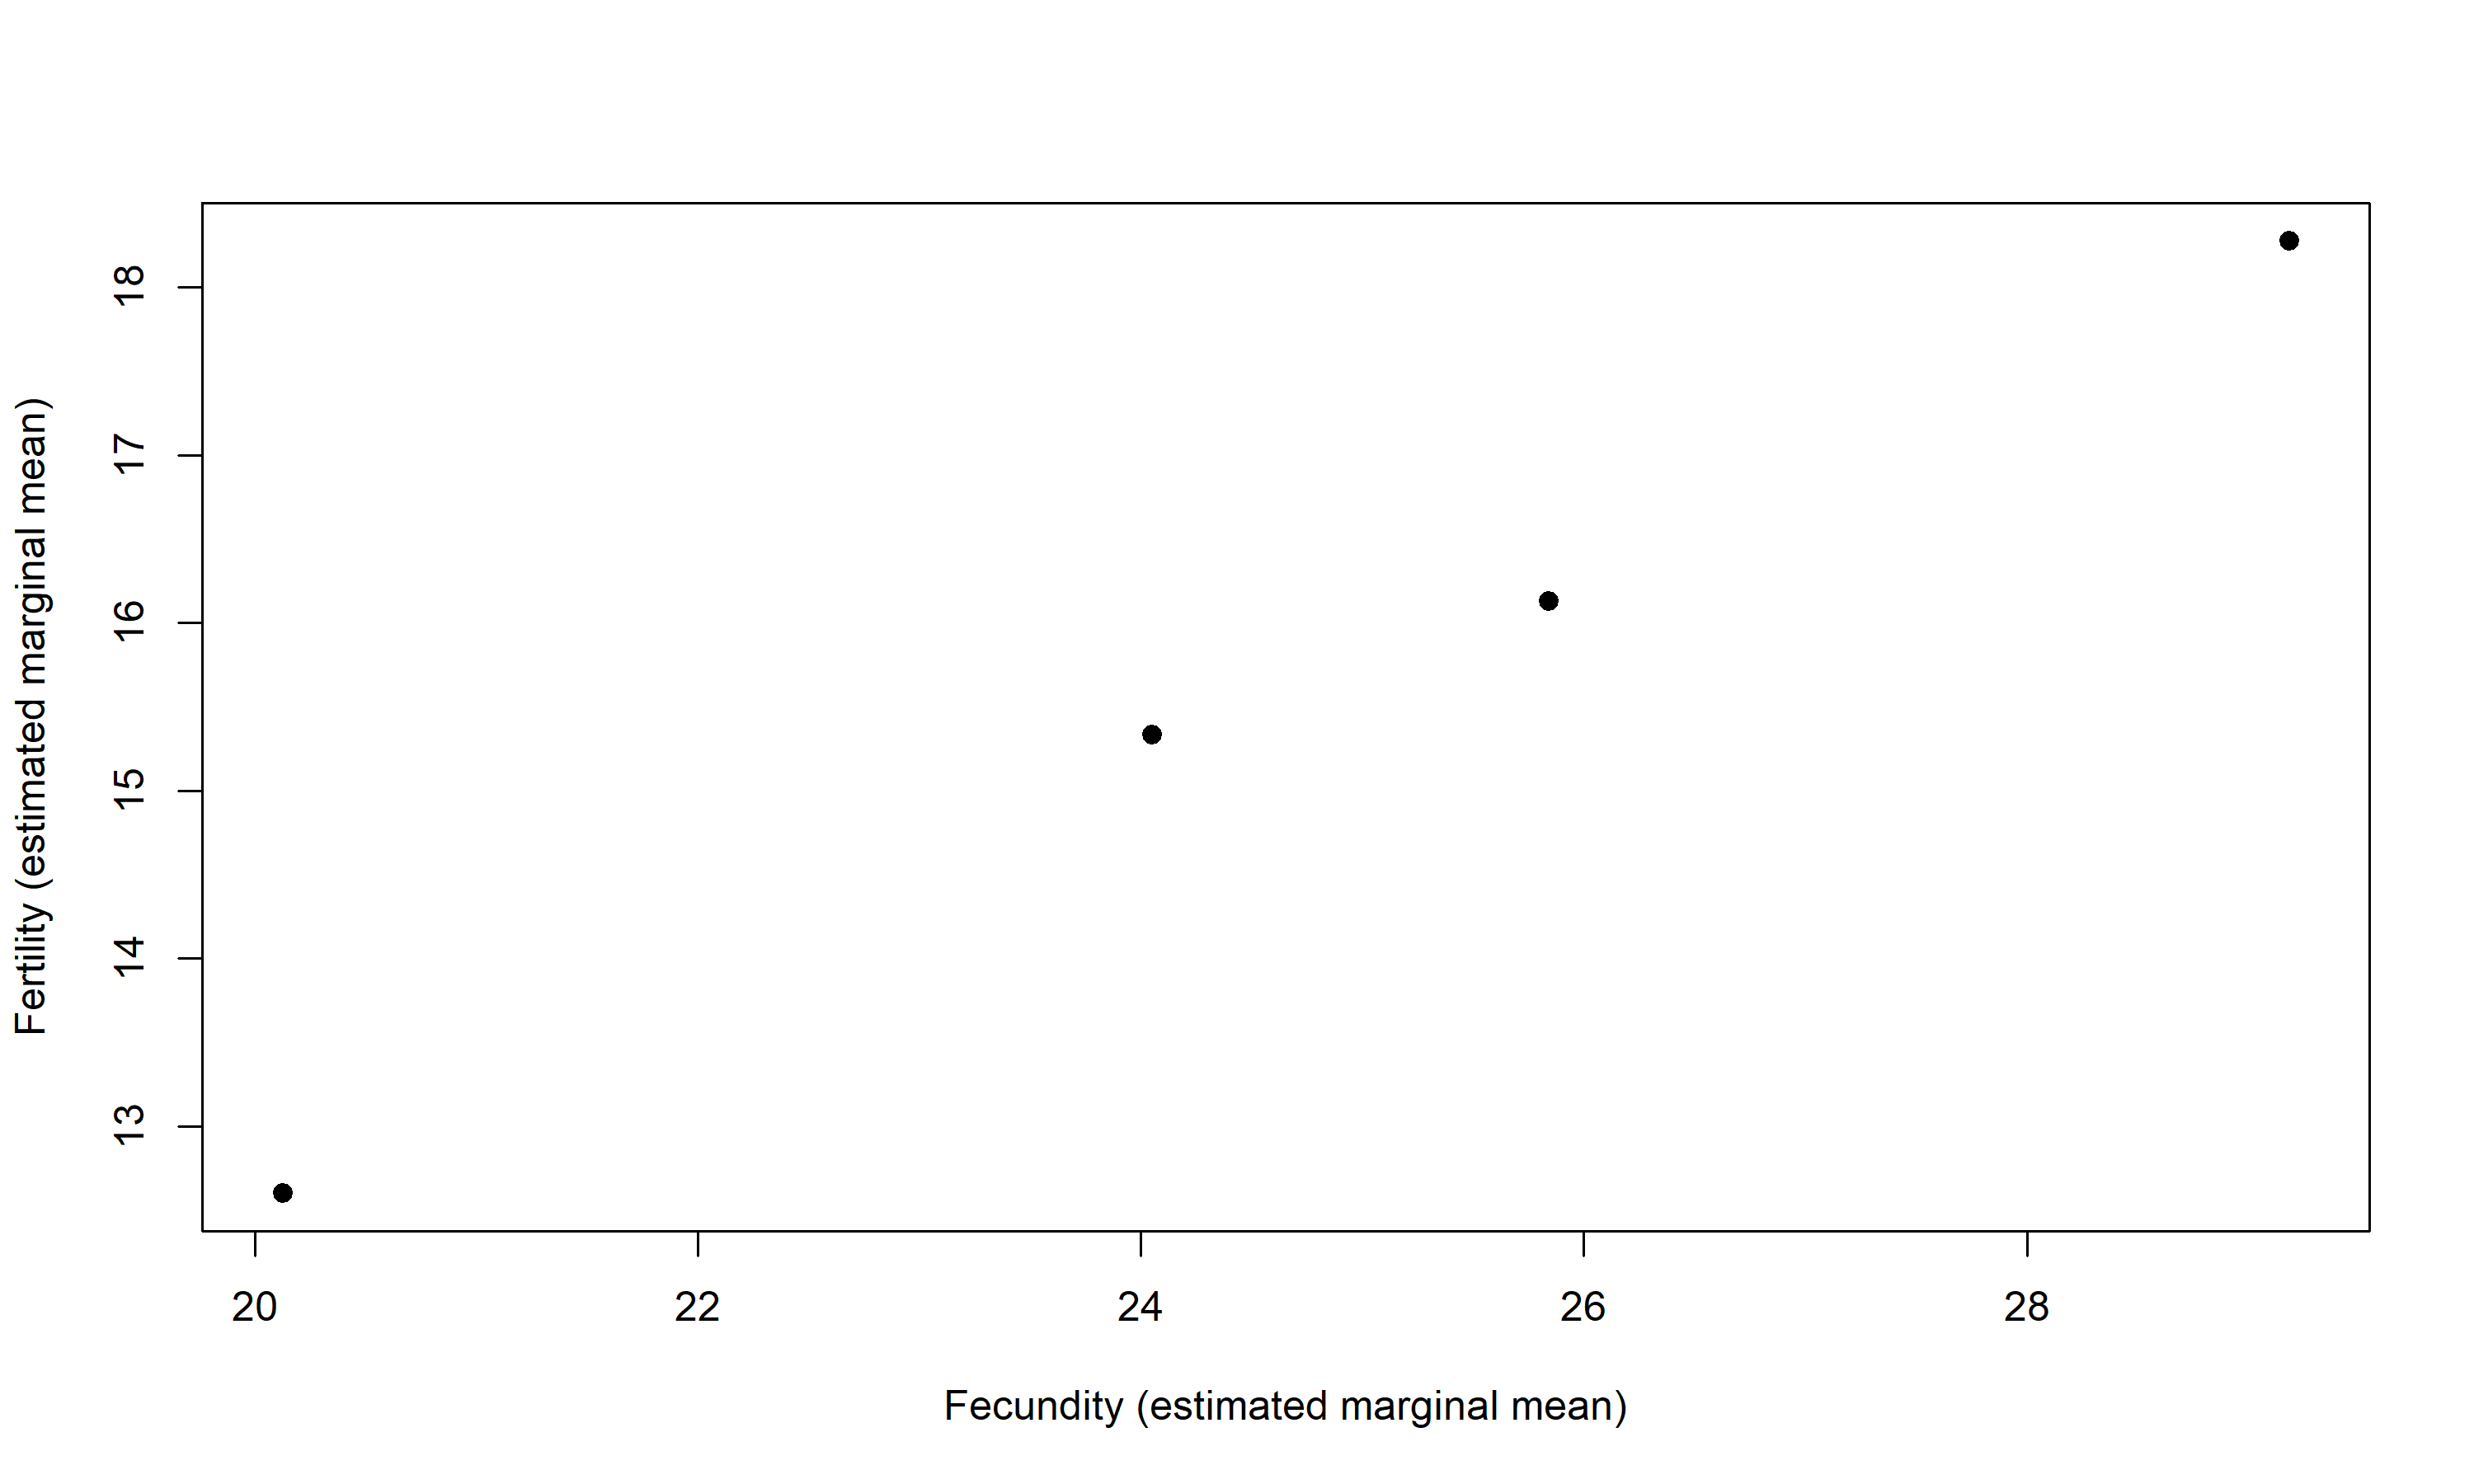 Fertility (estimated marginal mean)
18
17
16
15
14
13
20 22 24 26 28
Fecundity (estimated marginal mean)